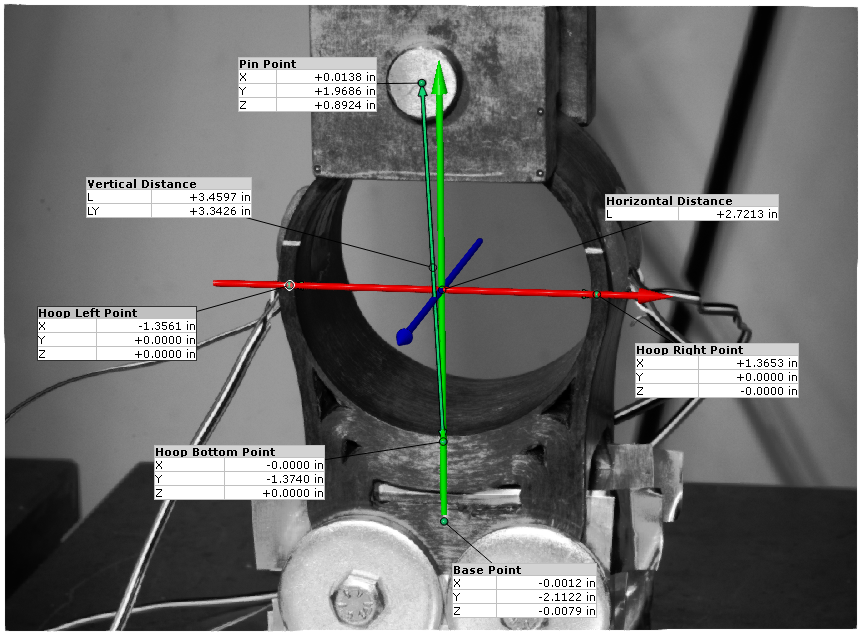 Pin Point
X +0.0138 in
Y +1.9686 in
Z +0.8924 in
Vertical Distance
L +3.4597 in
LY +3.3426 in
Horizontal Distance
L +2.7213 in
Hoop Left Point
X -1.3561 in
Y +0.0000 in
Z +0.0000 in
Hoop Right Point
X +1.3653 in
Y +0.0000 in
Z -0.0000 in
Hoop Bottom Point
X -0.0000 in
Y -1.3740 in
Z +0.0000 in
Base Point
X -0.0012 in
Y -2.1122 in
Z -0.0079 in